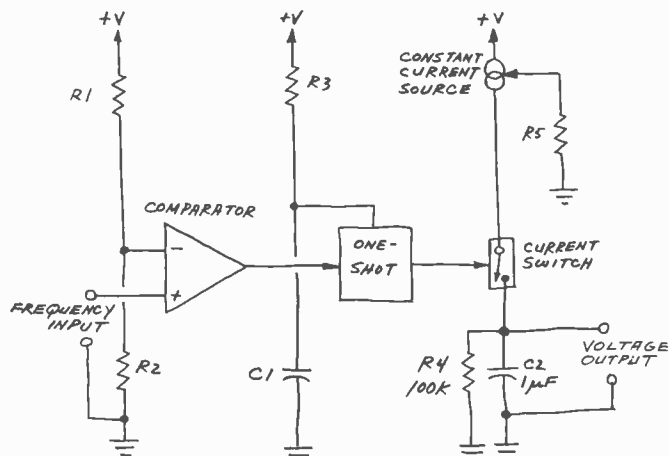 +V
+V
+V
R1
R3
CONSTANT
CURRENT
SOURCE
R5
COMPARATOR
-
+
ONE-
SHOT
CURRENT
SWITCH
FREQUENCY
INPUT
R2
C1
R4
100K
C2
1µF
VOLTAGE
OUTPUT